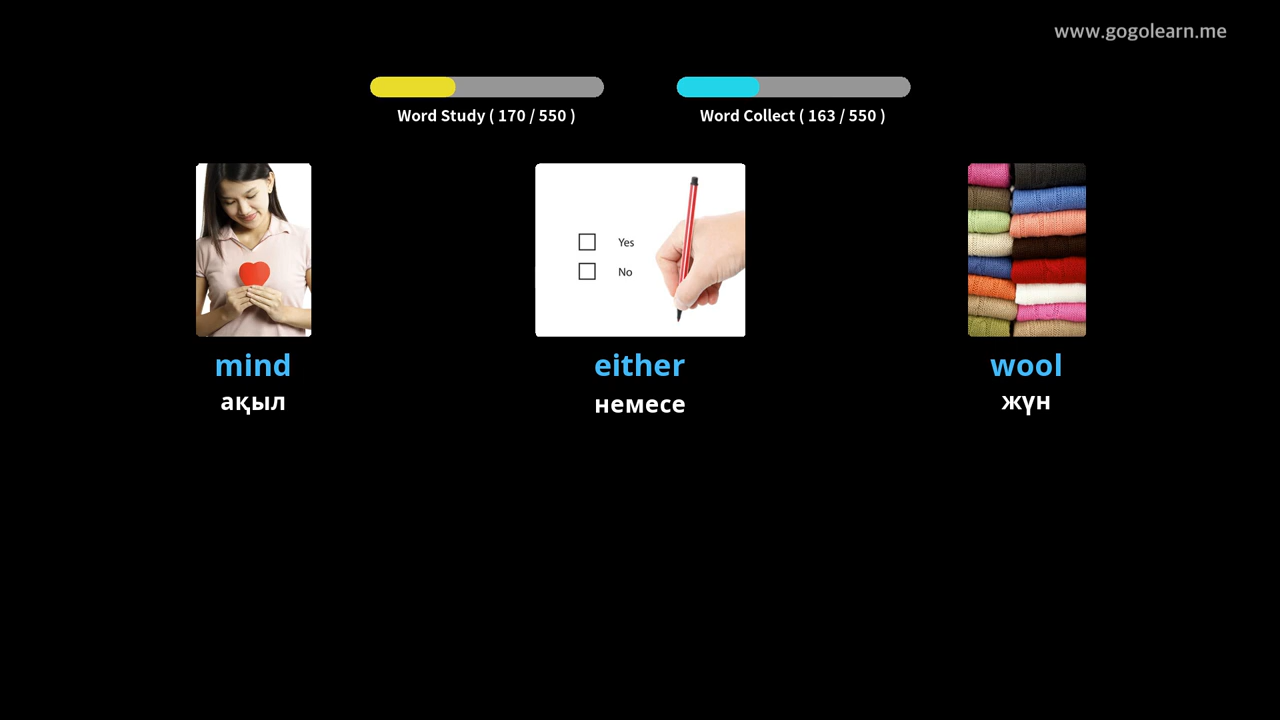 www.gogolearn.me
Word Study ( 170 / 550 )
Word Collect ( 163 / 550 )
Yes
No
mind
either
wool
ақыл
немесе
жүн